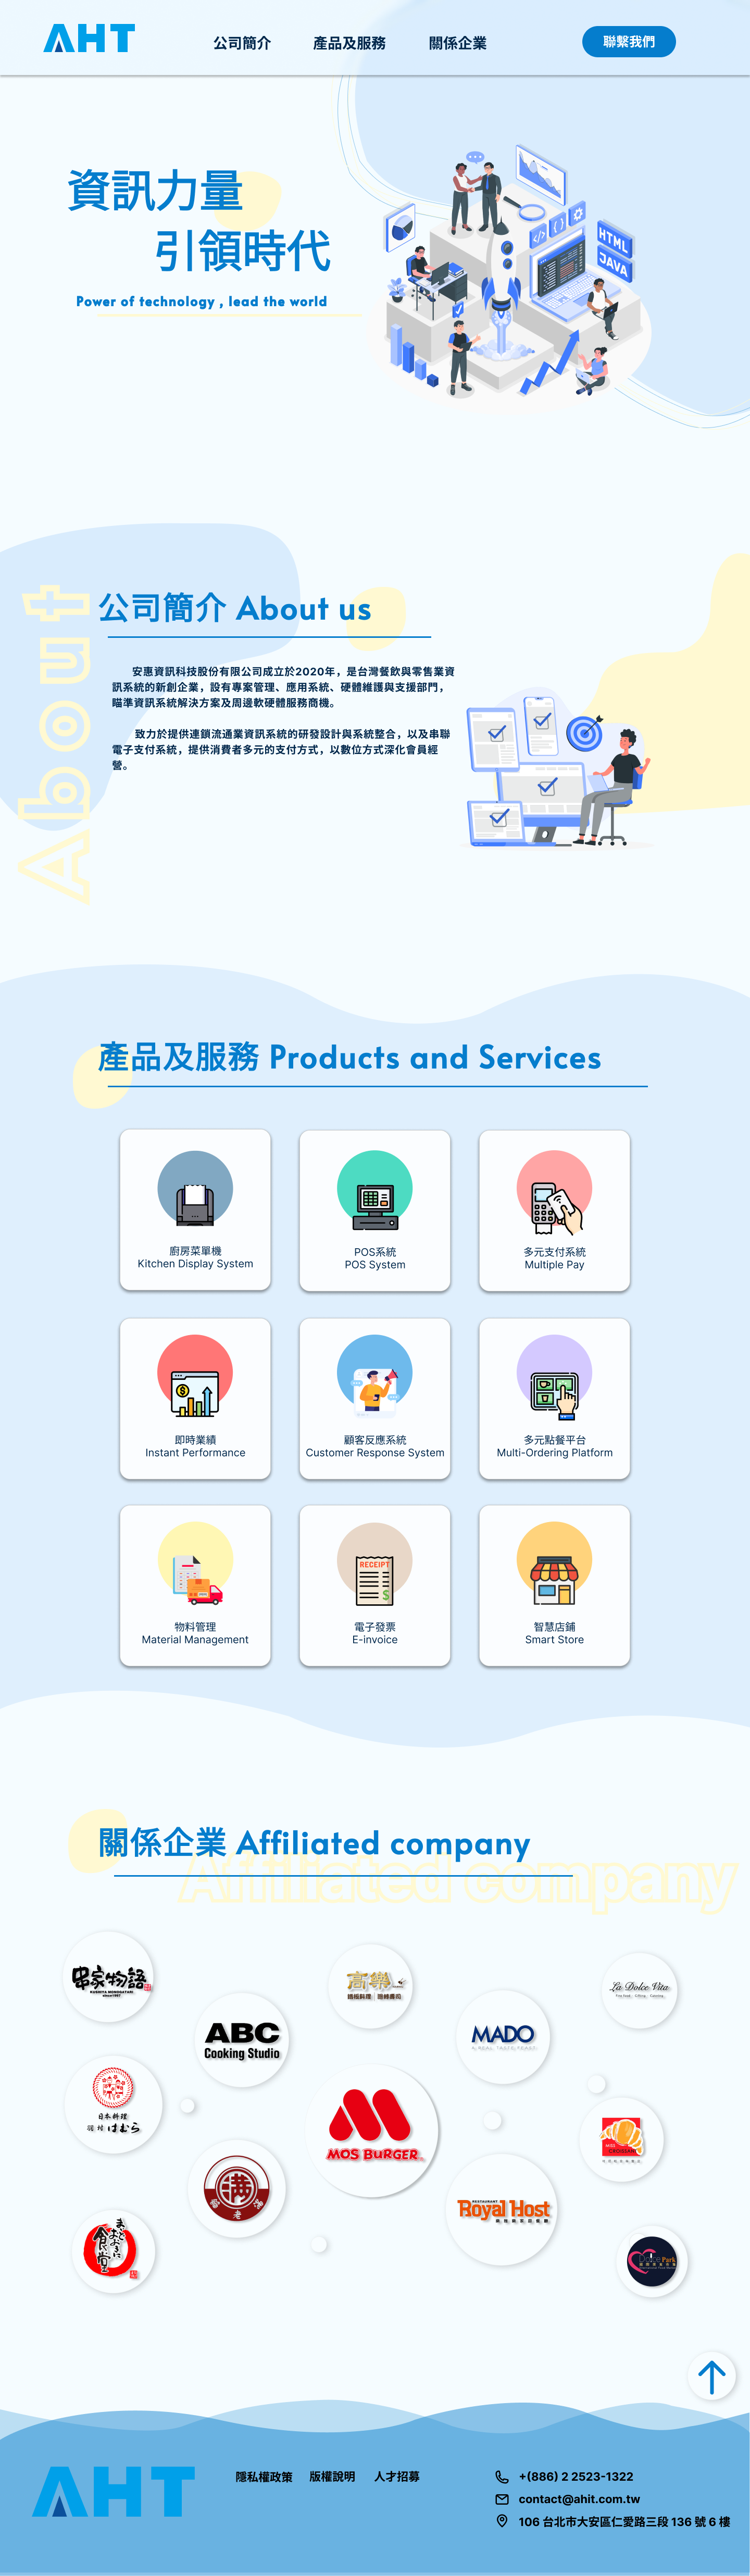 AHT
公司簡介
產品及服務
關係企業
聯繫我們
資訊力量
引領時代
Power of technology , lead the world
HTML
JAVA
About
公司簡介 About us
安惠資訊科技股份有限公司成立於2020年，是台灣餐飲與零售業資
訊系統的新創企業，設有專案管理、應用系統、硬體維護與支援部門，
瞄準資訊系統解決方案及周邊軟硬體服務商機。
致力於提供連鎖流通業資訊系統的研發設計與系統整合，以及串聯
電子支付系統，提供消費者多元的支付方式，以數位方式深化會員經
營。
產品及服務 Products and Services
廚房菜單機
Kitchen Display System
POS系統
POS System
多元支付系統
Multiple Pay
即時業績
Instant Performance
顧客反應系統
Customer Response System
多元點餐平台
Multi-Ordering Platform
物料管理
Material Management
RECEIPT
電子發票
E-invoice
智慧店鋪
Smart Store
關係企業 Affiliated company
Affiliated company
串家物語
KUSHIYA MONOGATARI
ABC
Cooking Studio
高樂
MADO
La Dolce Vita
日本料理
はむら
MOS BURGER
MISS
CROISSANT
RESTAURANT
Royal Host
食堂
Dolce Park
AHT
隱私權政策
版權說明
人才招募
+(886) 2 2523-1322
contact@ahit.com.tw
106 台北市大安區仁愛路三段 136 號 6 樓